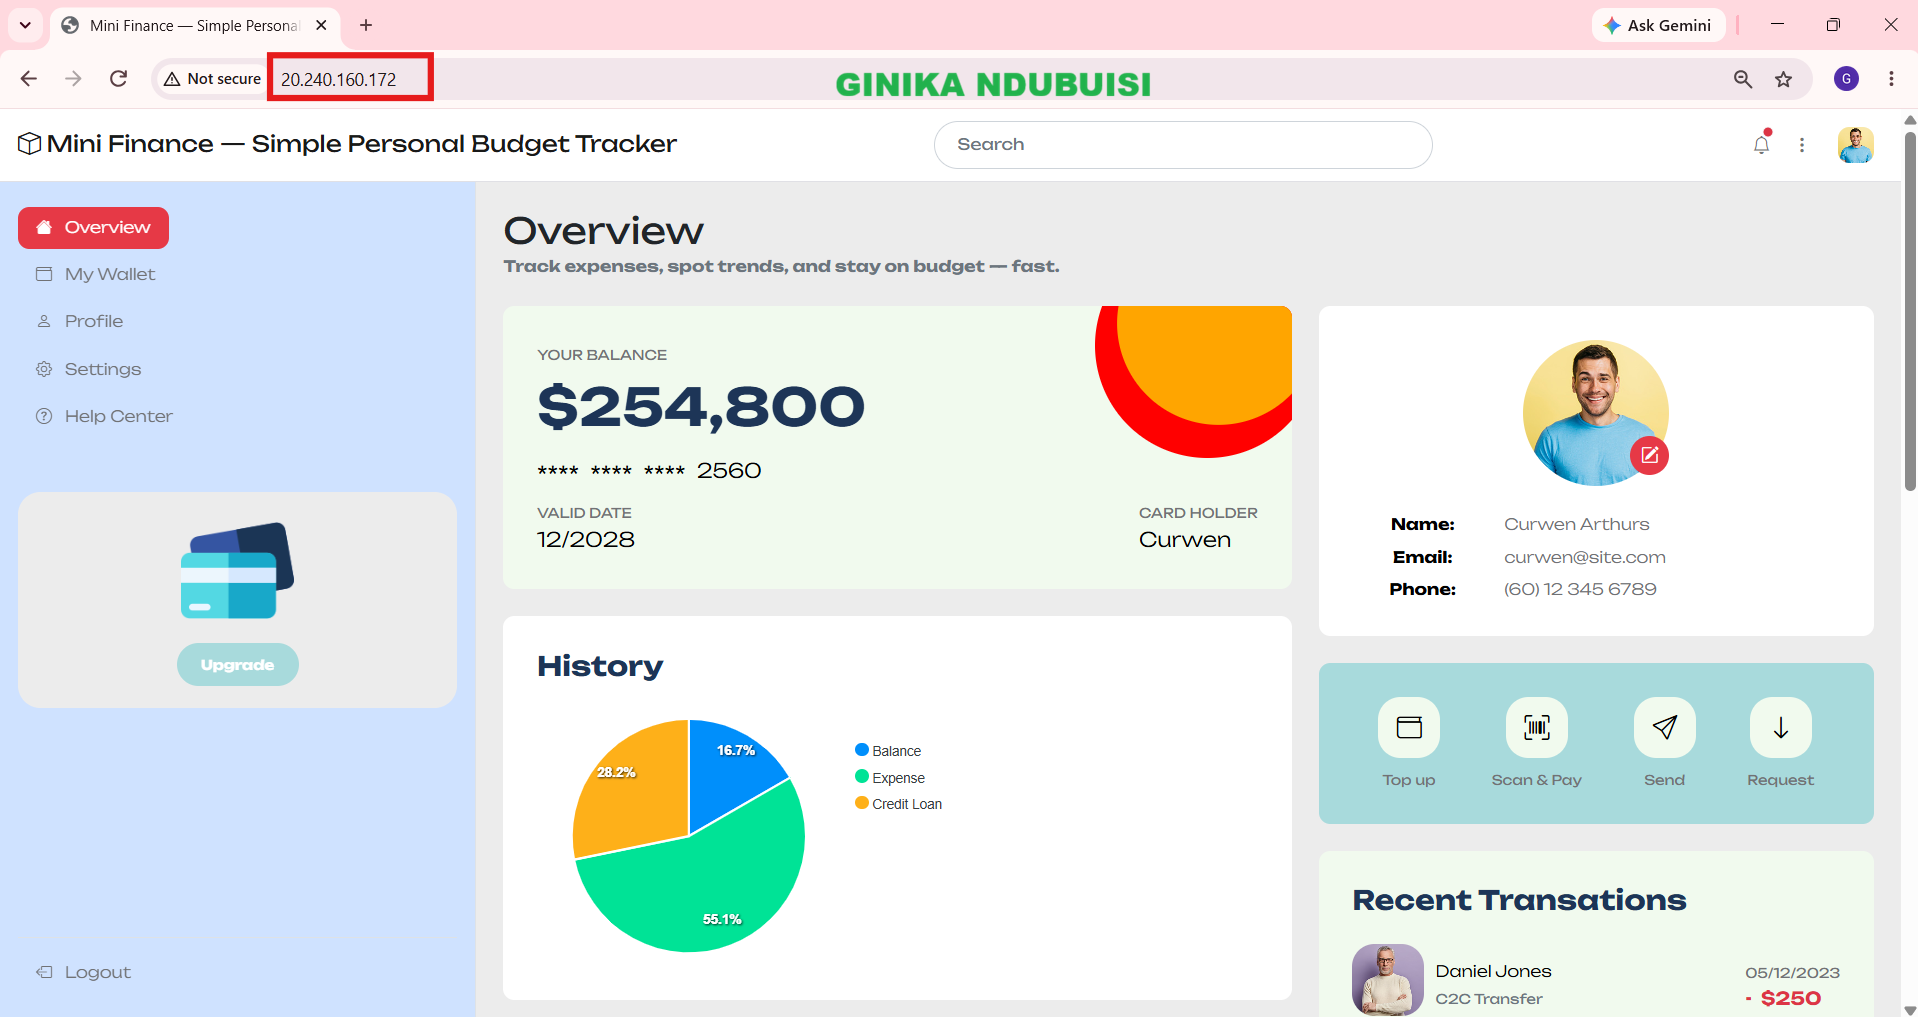 Mini Finance — Simple Persona
Ask Gemini
Not secure
20.240.160.172
GINIKA NDUBUISI
G
Mini Finance — Simple Personal Budget Tracker
Search
Overview
My Wallet
Profile
Settings
Help Center
Upgrade
Logout
Overview
Track expenses, spot trends, and stay on budget — fast.
YOUR BALANCE
$254,800
**** **** **** 2560
VALID DATE
12/2028
CARD HOLDER
Curwen
History
16.7%
28.2%
55.1%
Balance
Expense
Credit Loan
Name: Curwen Arthurs
Email: curwen@site.com
Phone: (60) 12 345 6789
Top up
Scan & Pay
Send
Request
Recent Transations
Daniel Jones
C2C Transfer
05/12/2023
- $250